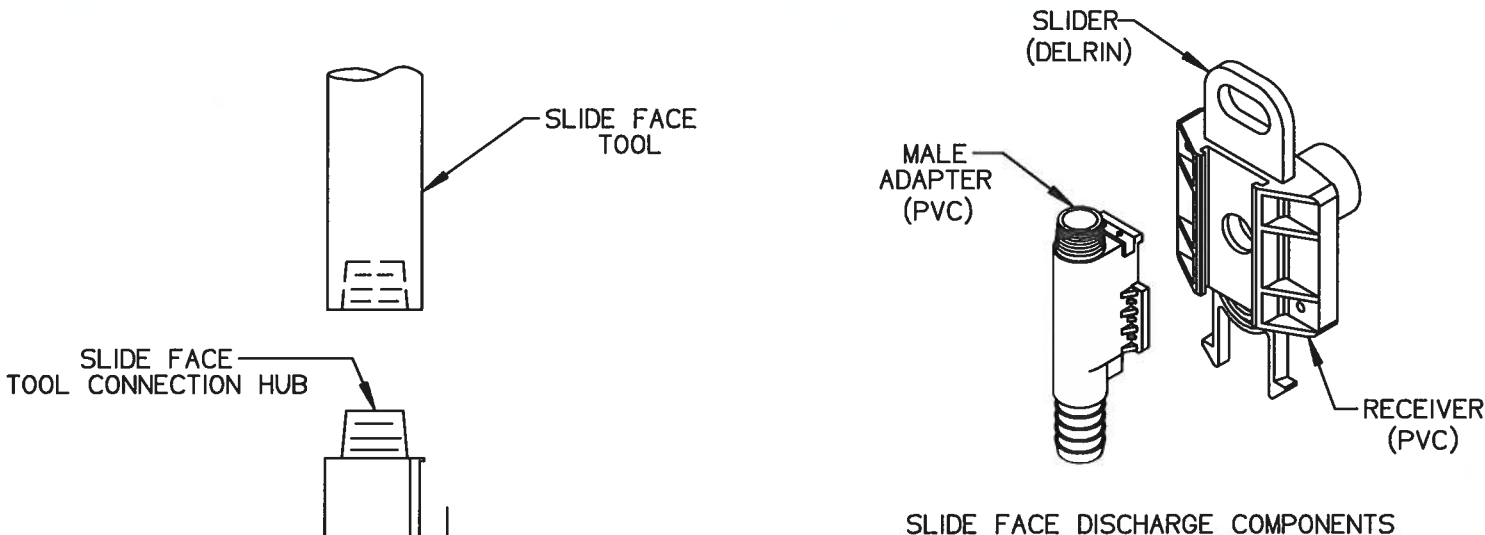 SLIDE FACE
TOOL
SLIDE FACE
TOOL CONNECTION HUB
SLIDER
(DELRIN)
MALE
ADAPTER
(PVC)
RECEIVER
(PVC)
SLIDE FACE DISCHARGE COMPONENTS